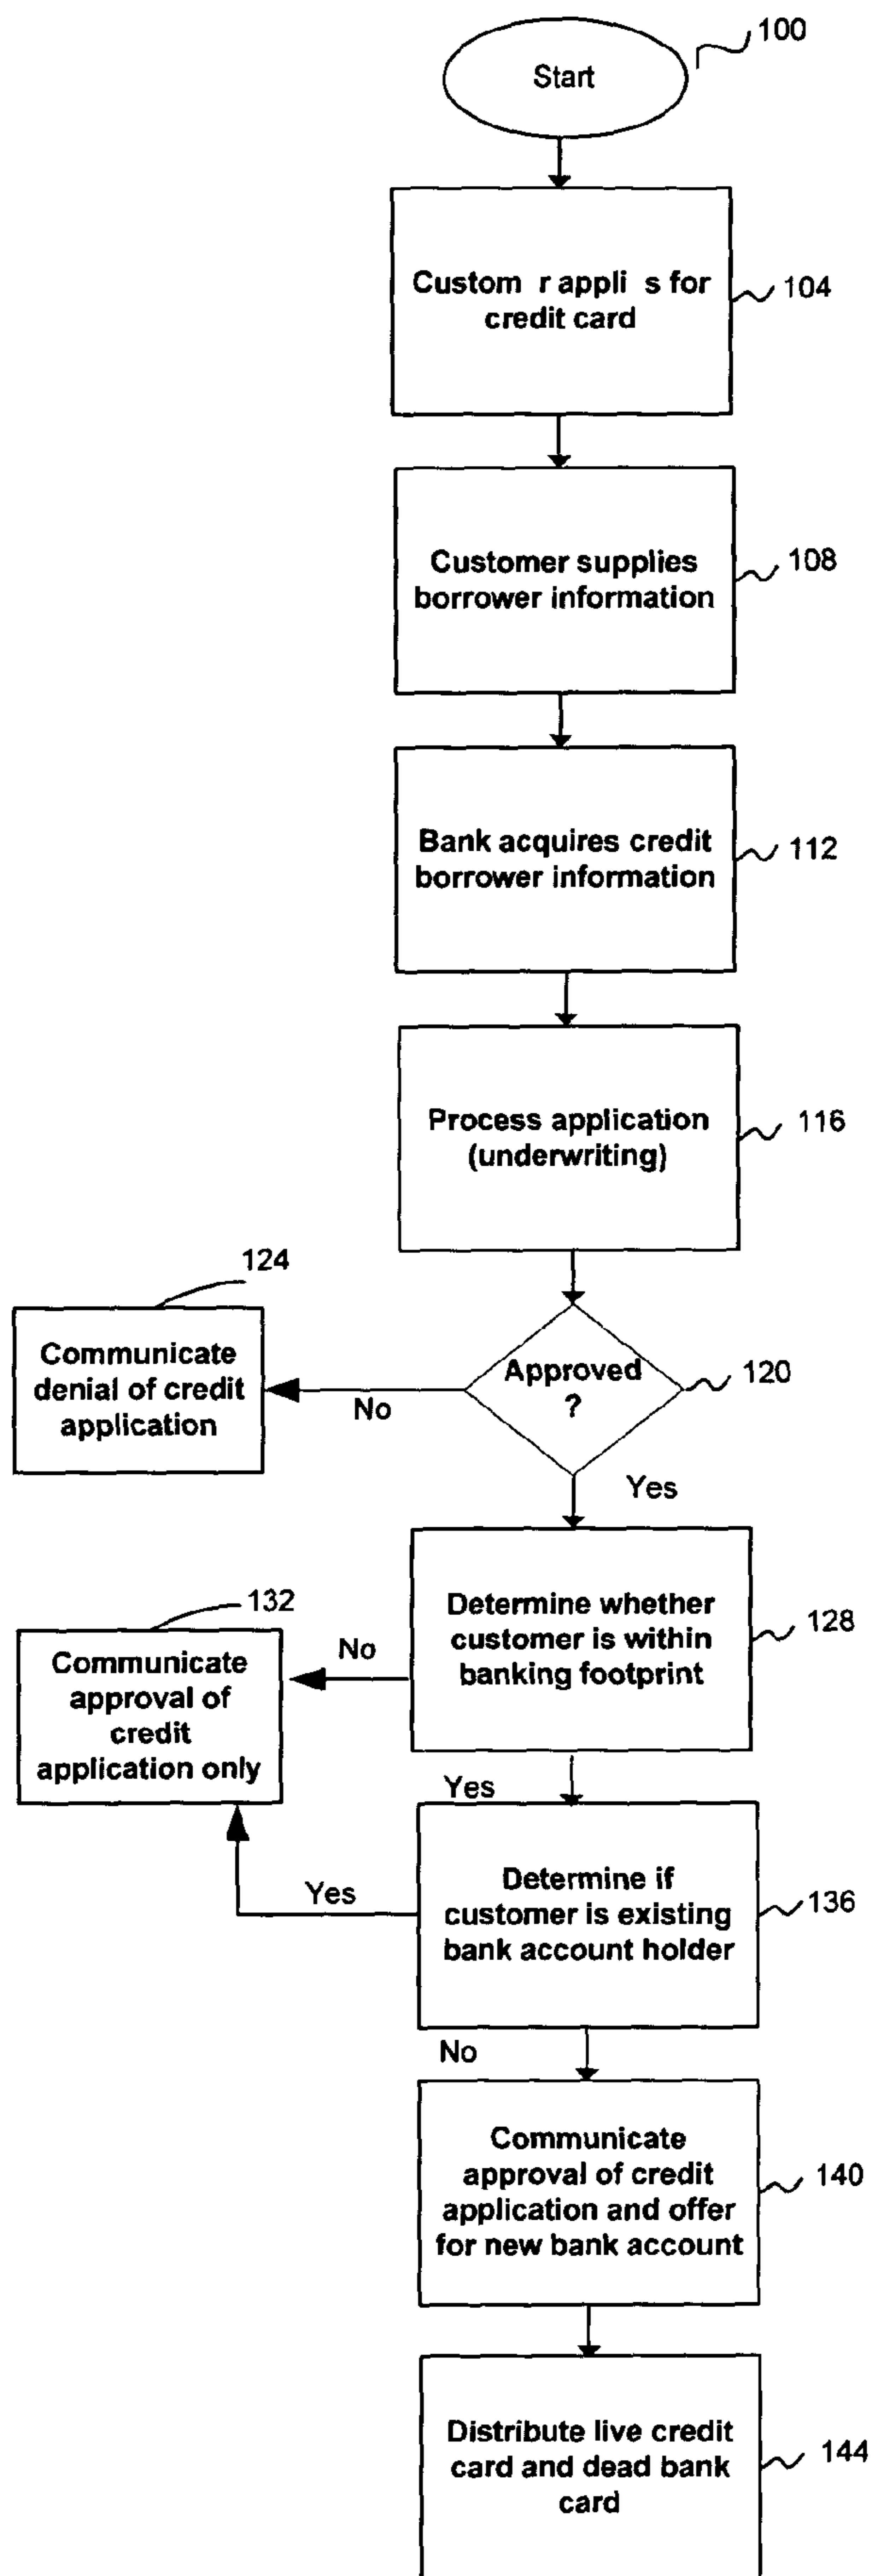 100
Start
Custom r appli s for
credit card
104
Customer supplies
borrower information
108
Bank acquires credit
borrower information
112
Process application
(underwriting)
116
124
Communicate
denial of credit
application
No
Approved
?
120
Yes
Determine whether
customer is within
banking footprint
128
132
Communicate
approval of
credit
application only
No
Yes
Determine if
customer is existing
bank account holder
136
Yes
No
Communicate
approval of credit
application and offer
for new bank account
140
Distribute live credit
card and dead bank
card
144